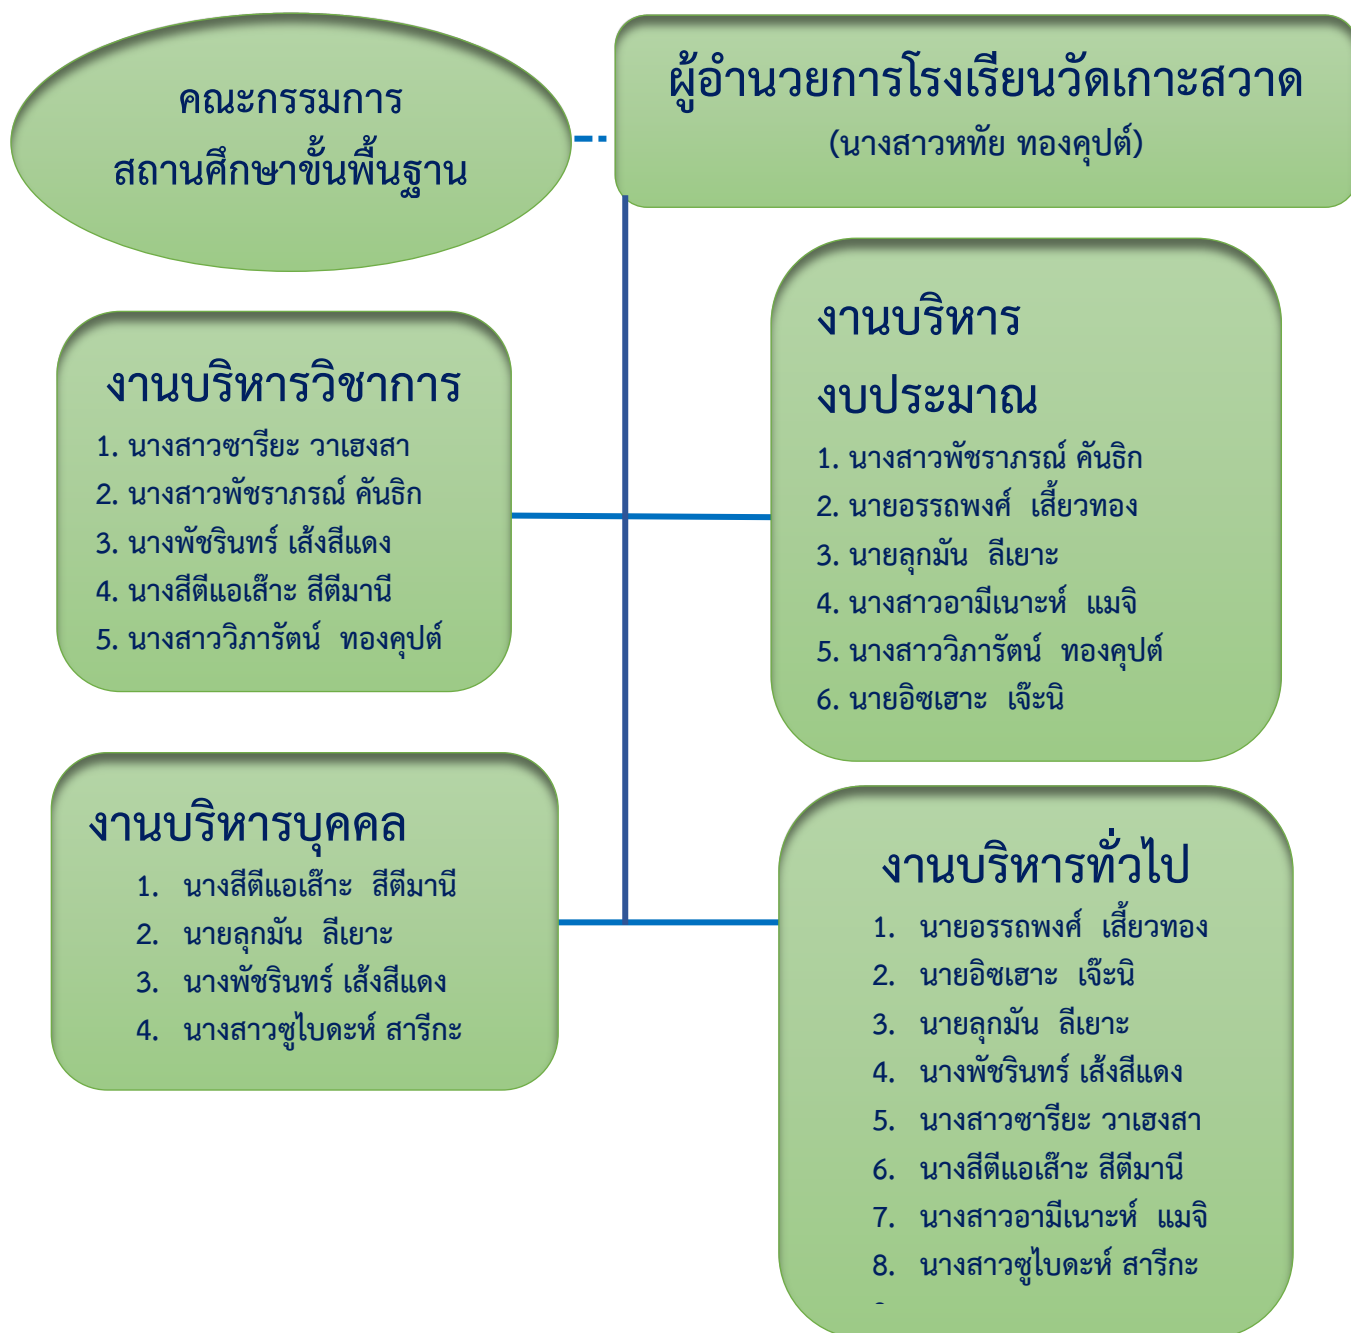 คณะกรรมการ
สถานศึกษาขั้นพื้นฐาน
ผู้อำนวยการโรงเรียนวัดเกาะสวาด
(นางสาวหทัย ทองคุปต์)
งานบริหารวิชาการ
1. นางสาวซารียะ วาเฮงสา
2. นางสาวพัชราภรณ์ คันธิก
3. นางพัชรินทร์ เส้งสีแดง
4. นางสีตีแอเส๊าะ สีตีมานี
5. นางสาววิภารัตน์ ทองคุปต์
งานบริหาร
งบประมาณ
1. นางสาวพัชราภรณ์ คันธิก
2. นายอรรถพงศ์ เสี้ยวทอง
3. นายลุกมัน ลีเยาะ
4. นางสาวอามีเนาะห์ แมจิ
5. นางสาววิภารัตน์ ทองคุปต์
6. นายอิซเฮาะ เจ๊ะนิ
งานบริหารบุคคล
1. นางสีตีแอเส๊าะ สีตีมานี
2. นายลุกมัน ลีเยาะ
3. นางพัชรินทร์ เส้งสีแดง
4. นางสาวซูไบดะห์ สารีกะ
งานบริหารทั่วไป
1. นายอรรถพงศ์ เสี้ยวทอง
2. นายอิซเฮาะ เจ๊ะนิ
3. นายลุกมัน ลีเยาะ
4. นางพัชรินทร์ เส้งสีแดง
5. นางสาวซารียะ วาเฮงสา
6. นางสีตีแอเส๊าะ สีตีมานี
7. นางสาวอามีเนาะห์ แมจิ
8. นางสาวซูไบดะห์ สารีกะ